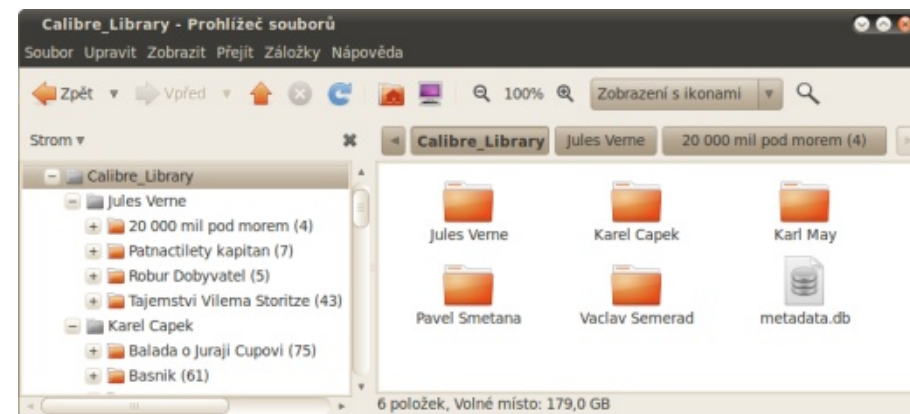 Calibre_Library - Prohlížeč souborů
Soubor Upravit Zobrazit Přejít Záložky Nápověda
Zpět Vpřed 100% Zobrazení s ikonami
Strom
Calibre_Library Jules Verne 20 000 mil pod morem (4)
Calibre_Library
Jules Verne
20 000 mil pod morem (4)
Patnactilety kapitan (7)
Robur Dobyvatel (5)
Tajemstvi Vilema Storitze (43)
Karel Capek
Balada o Juraji Cupovi (75)
Basnik (61)
Jules Verne Karel Capek Karl May
Pavel Smetana Vaclav Semerad metadata.db
6 položek, Volné místo: 179,0 GB